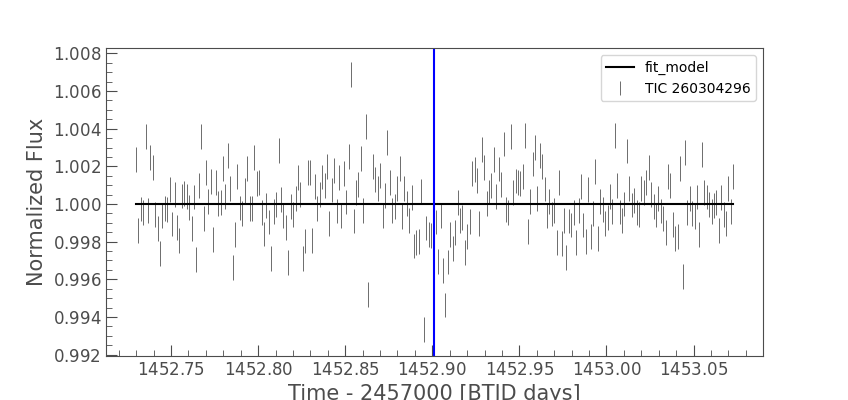 1.008
1.006
1.004
1.002
1.000
0.998
0.996
0.994
0.992
Normalized Flux
fit_model
TIC 260304296
1452.75 1452.80 1452.85 1452.90 1452.95 1453.00 1453.05
Time - 2457000 [BTJD days]